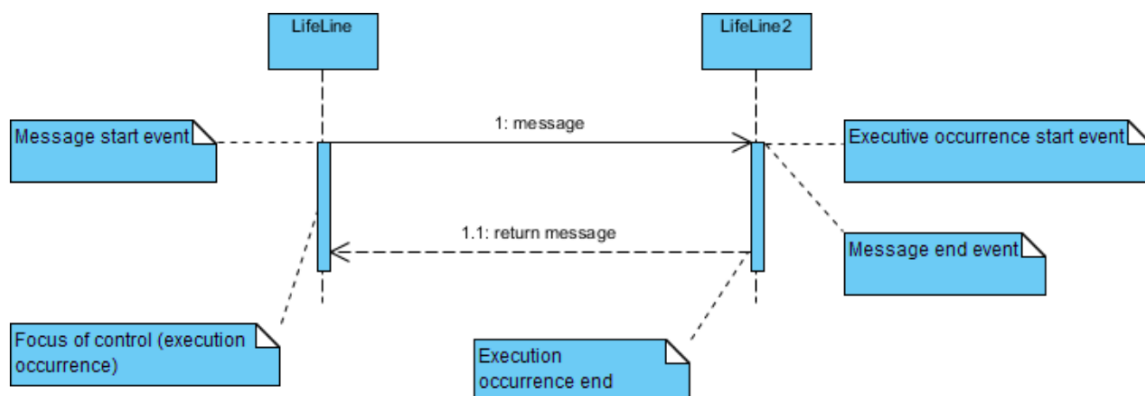 LifeLine
LifeLine2
1: message
Message start event
Executive occurrence start event
1.1: return message
Message end event
Focus of control (execution
occurrence)
Execution
occurrence end